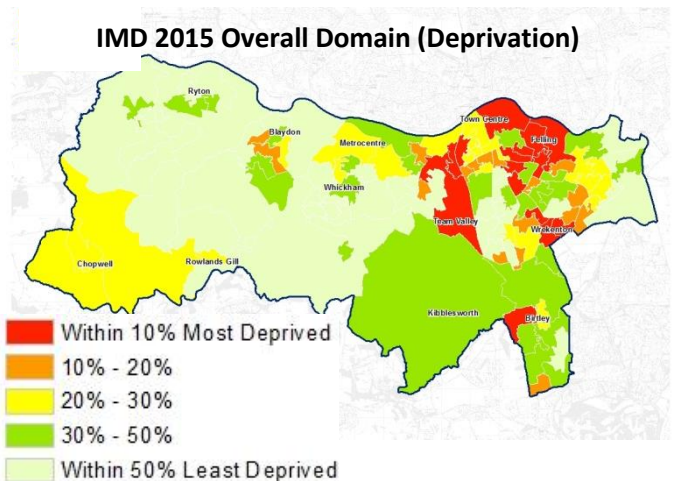 IMD 2015 Overall Domain (Deprivation)
Ryton
Blaydon
Metrocentre
Town Centre
Felling
Whickham
Team Valley
Wrekenton
Chopwell
Rowlands Gill
Kibblesworth
Birtley
Within 10% Most Deprived
10% - 20%
20% - 30%
30% - 50%
Within 50% Least Deprived